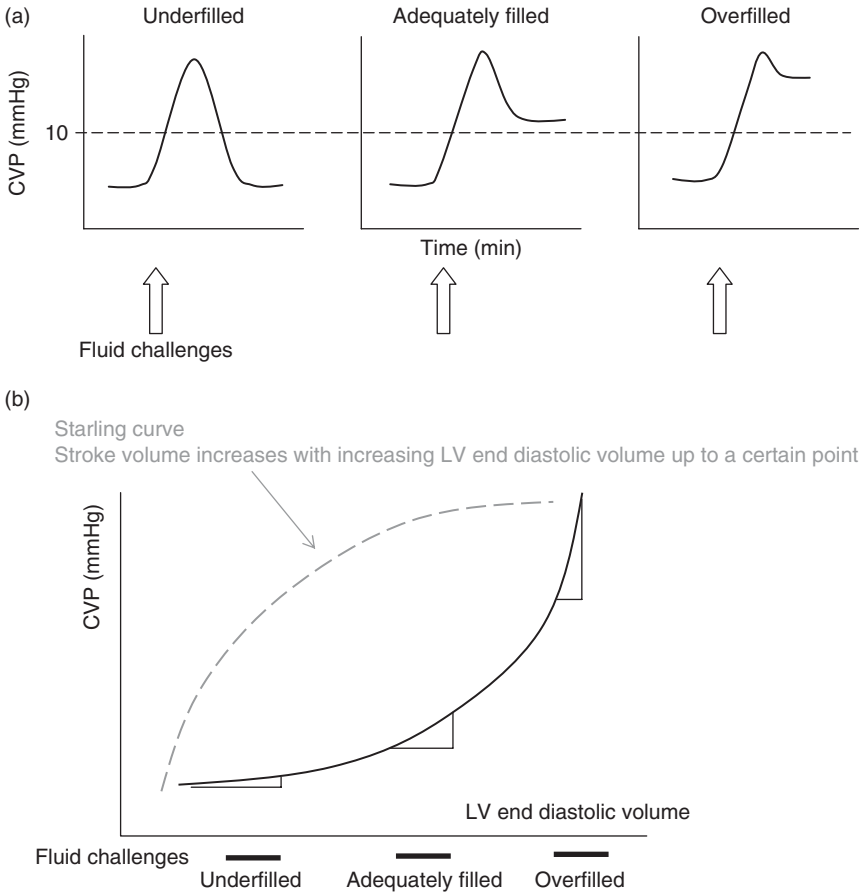 (a)
Underfilled
Adequately filled
Overfilled
CVP (mmHg)
10
Time (min)
Fluid challenges
(b)
Starling curve
Stroke volume increases with increasing LV end diastolic volume up to a certain point
CVP (mmHg)
LV end diastolic volume
Fluid challenges
Underfilled
Adequately filled
Overfilled